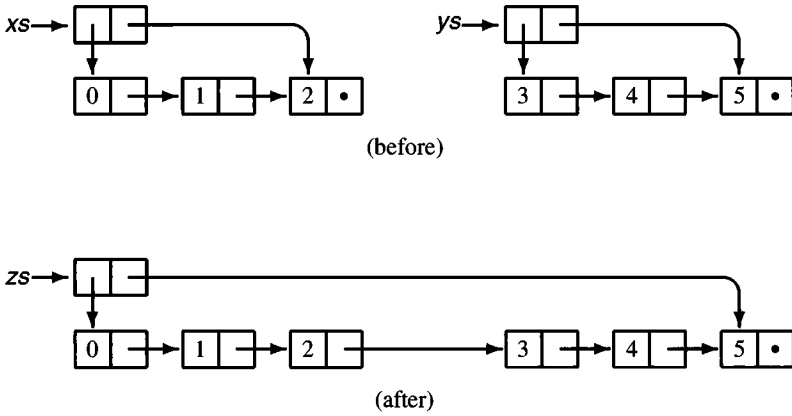 xs ys
0 1 2 • 3 4 5 •
(before)
zs
0 1 2 3 4 5 •
(after)